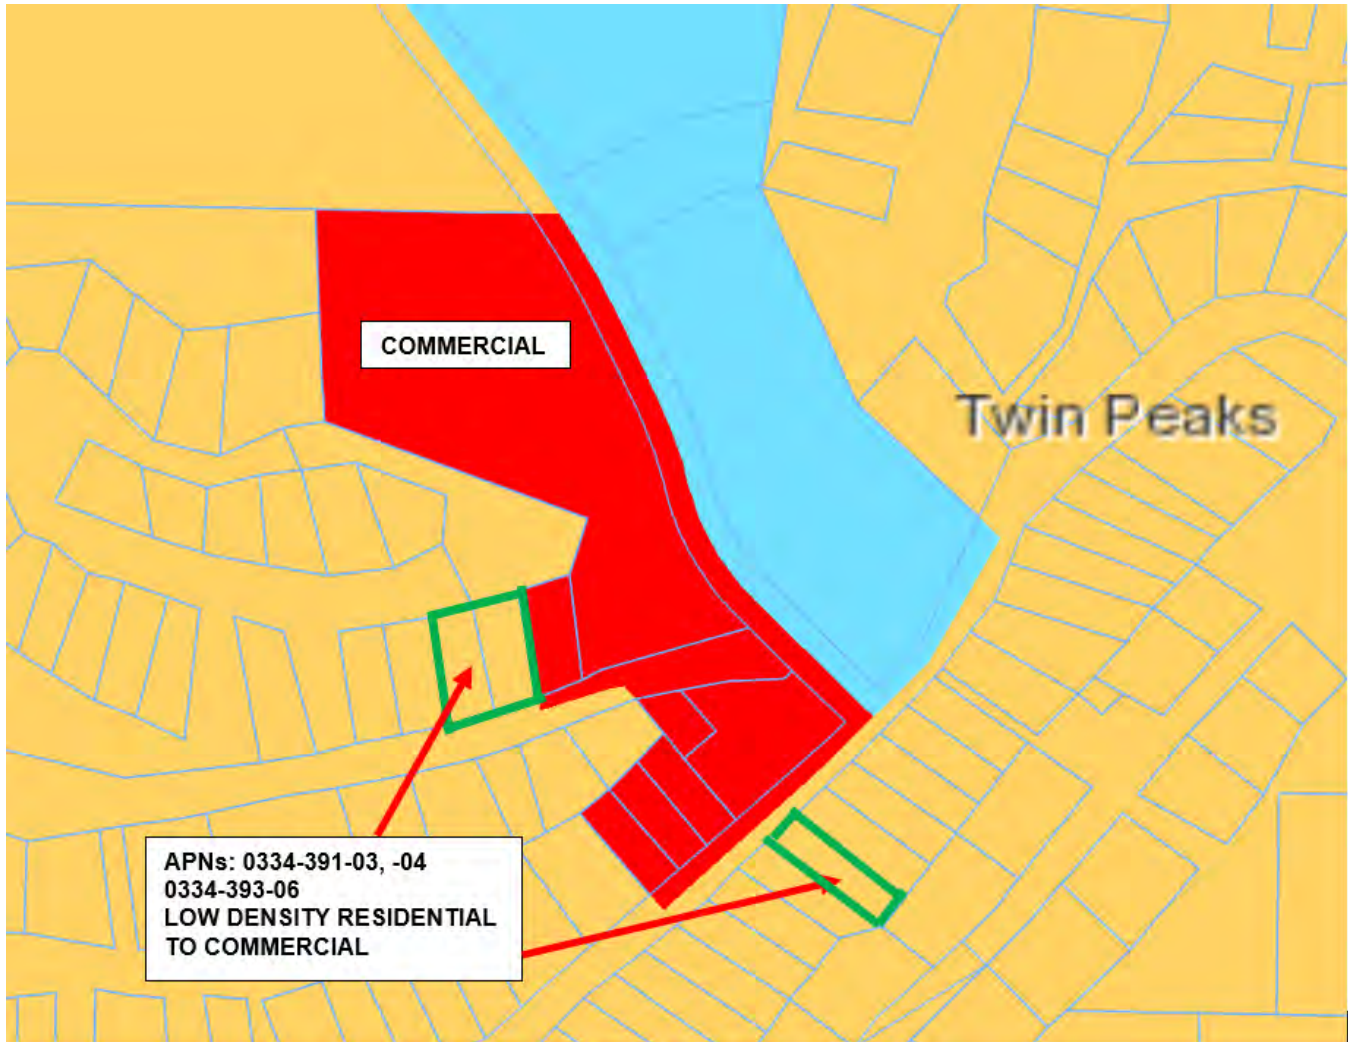 COMMERCIAL
Twin Peaks
APNs: 0334-391-03, -04
0334-393-06
LOW DENSITY RESIDENTIAL
TO COMMERCIAL